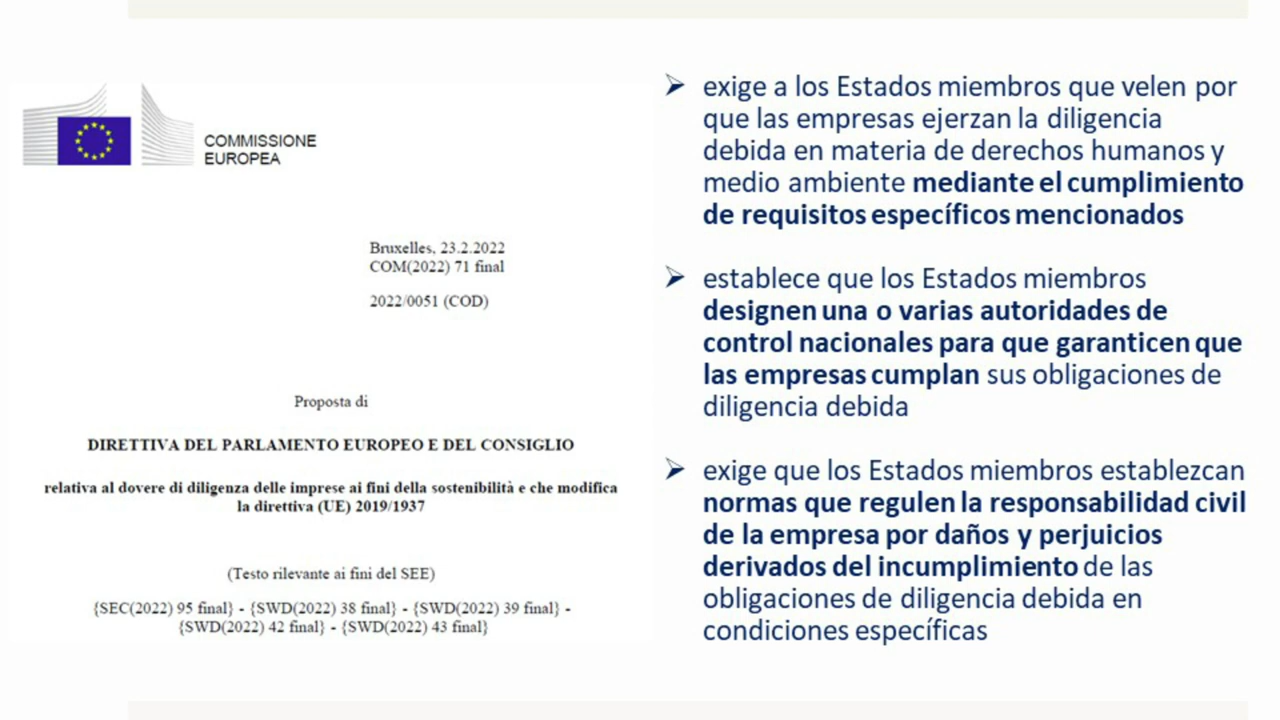 COMMISSIONE
EUROPEA
Bruxelles, 23.2.2022
COM(2022) 71 final
2022/0051 (COD)
Proposta di
DIRETTIVA DEL PARLAMENTO EUROPEO E DEL CONSIGLIO
relativa al dovere di diligenza delle imprese ai fini della sostenibilità e che modifica
la direttiva (UE) 2019/1937
(Testo rilevante ai fini del SEE)
{SEC(2022) 95 final} - {SWD(2022) 38 final} - {SWD(2022) 39 final} -
{SWD(2022) 42 final} - {SWD(2022) 43 final}
➢ exige a los Estados miembros que velen por
que las empresas ejerzan la diligencia
debida en materia de derechos humanos y
medio ambiente mediante el cumplimiento
de requisitos específicos mencionados
➢ establece que los Estados miembros
designen una o varias autoridades de
control nacionales para que garanticen que
las empresas cumplan sus obligaciones de
diligencia debida
➢ exige que los Estados miembros establezcan
normas que regulen la responsabilidad civil
de la empresa por daños y perjuicios
derivados del incumplimiento de las
obligaciones de diligencia debida en
condiciones específicas